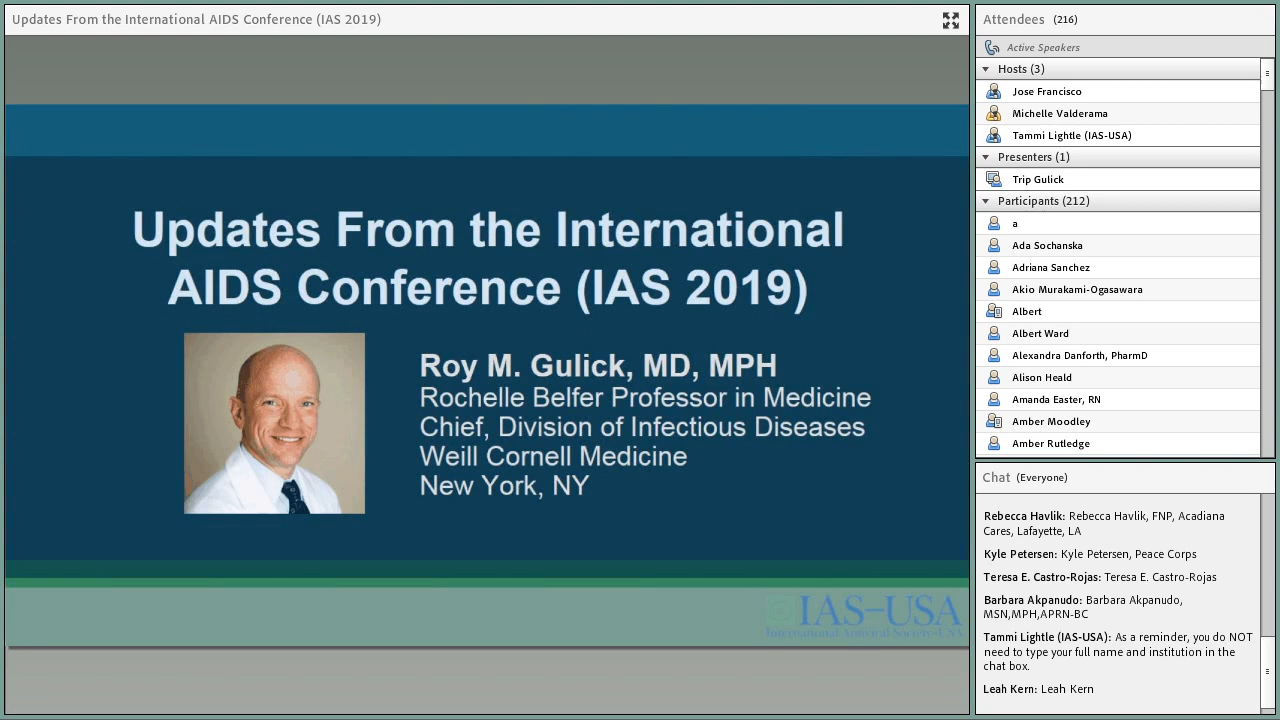 Updates From the International AIDS Conference (IAS 2019)
Updates From the International
AIDS Conference (IAS 2019)
Roy M. Gulick, MD, MPH
Rochelle Belfer Professor in Medicine
Chief, Division of Infectious Diseases
Weill Cornell Medicine
New York, NY
IAS–USA
International Antiviral Society–USA
Attendees (216)
Active Speakers
Hosts (3)
Jose Francisco
Michelle Valderama
Tammi Lightle (IAS-USA)
Presenters (1)
Trip Gulick
Participants (212)
a
Ada Sochanska
Adriana Sanchez
Akio Murakami-Ogasawara
Albert
Albert Ward
Alexandra Danforth, PharmD
Alison Heald
Amanda Easter, RN
Amber Moodley
Amber Rutledge
Chat (Everyone)
Rebecca Havlik: Rebecca Havlik, FNP, Acadiana
Cares, Lafayette, LA
Kyle Petersen: Kyle Petersen, Peace Corps
Teresa E. Castro-Rojas: Teresa E. Castro-Rojas
Barbara Akpanudo: Barbara Akpanudo,
MSN,MPH,APRN-BC
Tammi Lightle (IAS-USA): As a reminder, you do NOT
need to type your full name and institution in the
chat box.
Leah Kern: Leah Kern